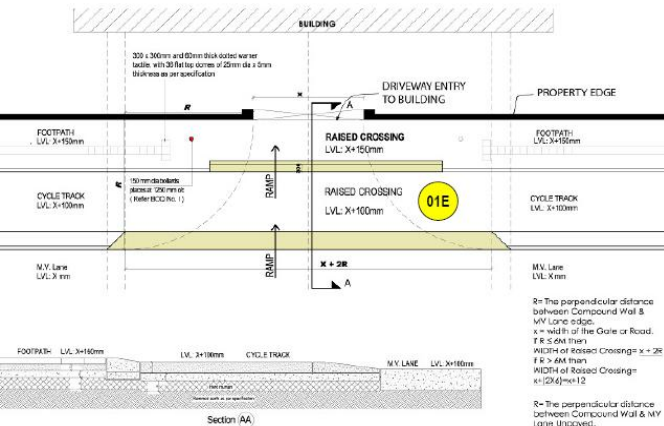 BUILDING
300 x 300mm and 60mm thick dotted warner
tactile, with 36 flat top domes of 25mm dia x 5mm
thickness as per specification
DRIVEWAY ENTRY
TO BUILDING
PROPERTY EDGE
A
x
R
FOOTPATH
LVL: X+150mm
RAISED CROSSING
LVL: X+150mm
FOOTPATH
LVL: X+150mm
R
150 mm dia bollards
placed at 1250 mm c/c
( Refer BOQ No. 1 )
RAMP
CYCLE TRACK
LVL: X+100mm
RAISED CROSSING
LVL: X+100mm
01E
CYCLE TRACK
LVL: X+100mm
RAMP
X + 2R
A
M.V. Lane
LVL: X mm
M.V. Lane
LVL: X mm
R= The perpendicular distance
between Compound Wall &
MV Lane edge.
x = width of the Gate or Road.
If R ≤ 6M then
WIDTH of Raised Crossing= x + 2R
If R > 6M then
WIDTH of Raised Crossing=
x+(2X6)=x+12
R= The perpendicular distance
between Compound Wall & MV
Lane Unpaved.
FOOTPATH LVL: X+150mm
LVL: X+100mm CYCLE TRACK
M.V. LANE LVL: X+100mm
Section AA